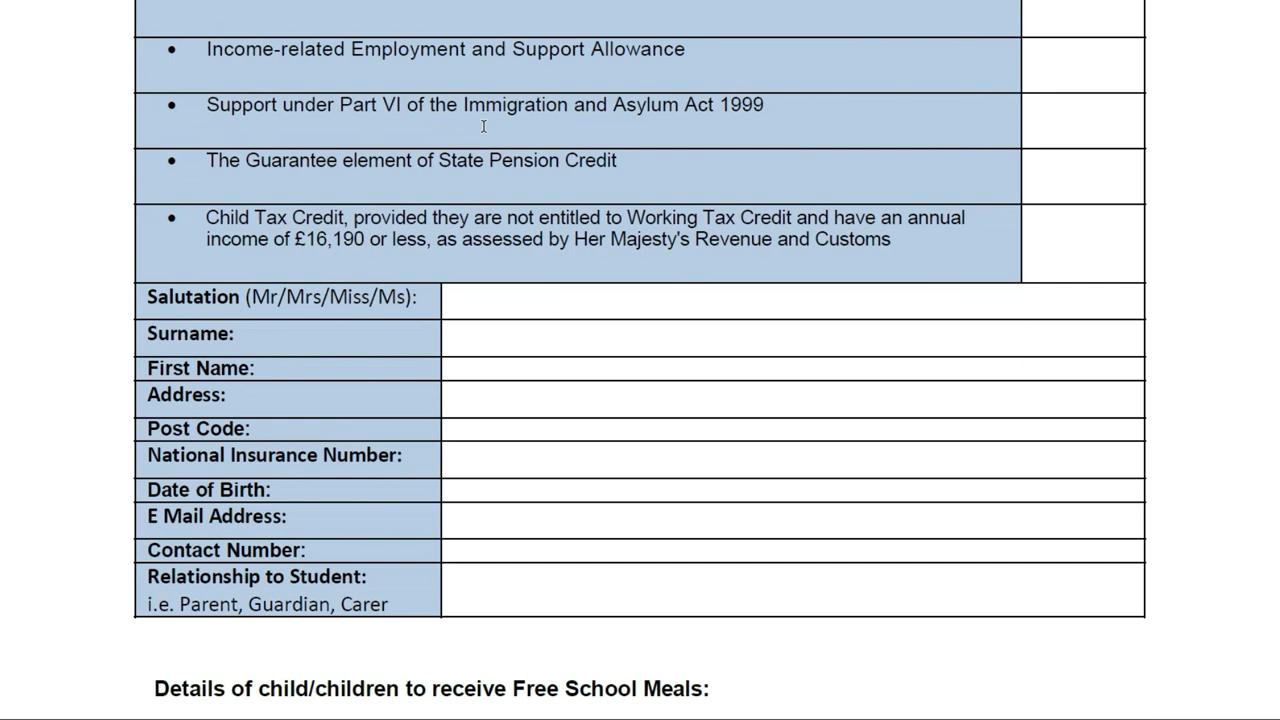 • Income-related Employment and Support Allowance
• Support under Part VI of the Immigration and Asylum Act 1999
• The Guarantee element of State Pension Credit
• Child Tax Credit, provided they are not entitled to Working Tax Credit and have an annual
income of £16,190 or less, as assessed by Her Majesty's Revenue and Customs
Salutation (Mr/Mrs/Miss/Ms):
Surname:
First Name:
Address:
Post Code:
National Insurance Number:
Date of Birth:
E Mail Address:
Contact Number:
Relationship to Student:
i.e. Parent, Guardian, Carer
Details of child/children to receive Free School Meals: